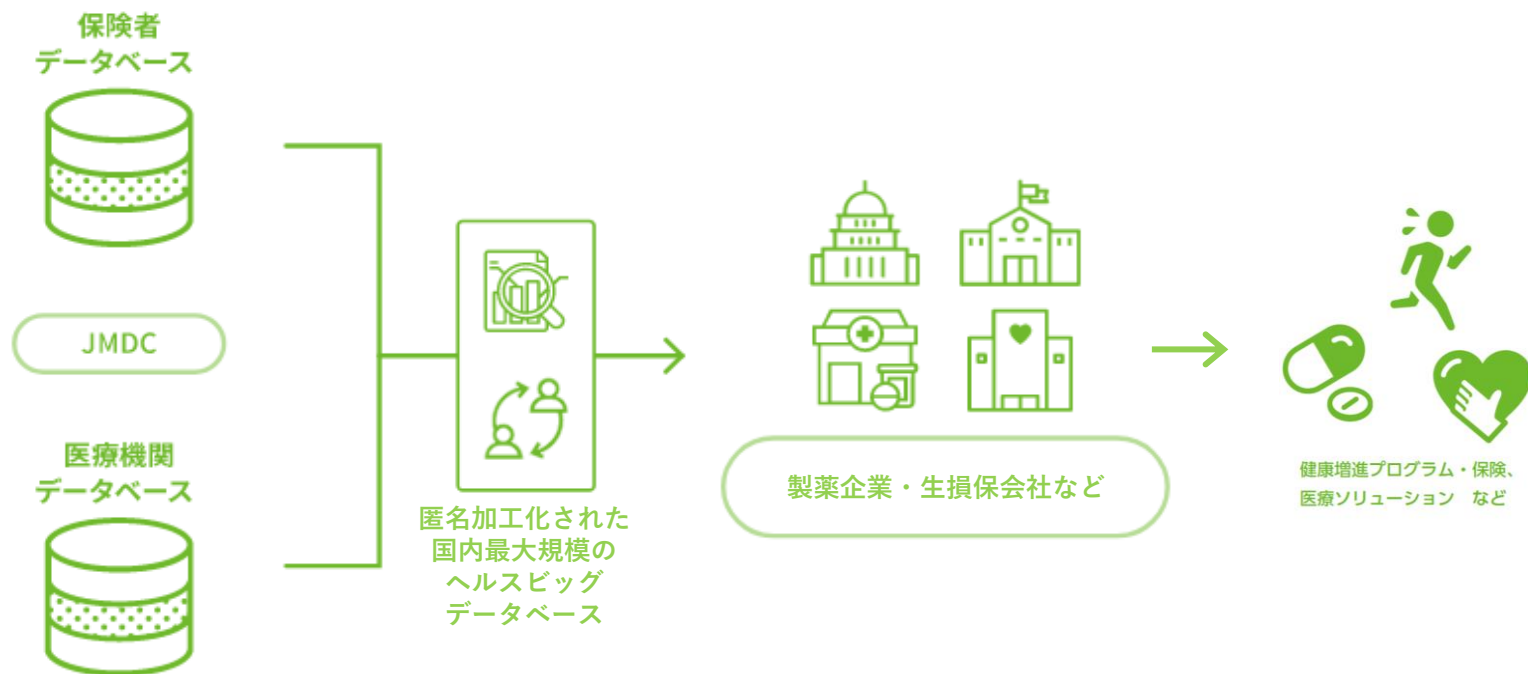 保険者
データベース
JMDC
医療機関
データベース
匿名加工化された
国内最大規模の
ヘルスビッグ
データベース
製薬企業・生損保会社など
健康増進プログラム・保険、
医療ソリューション　など